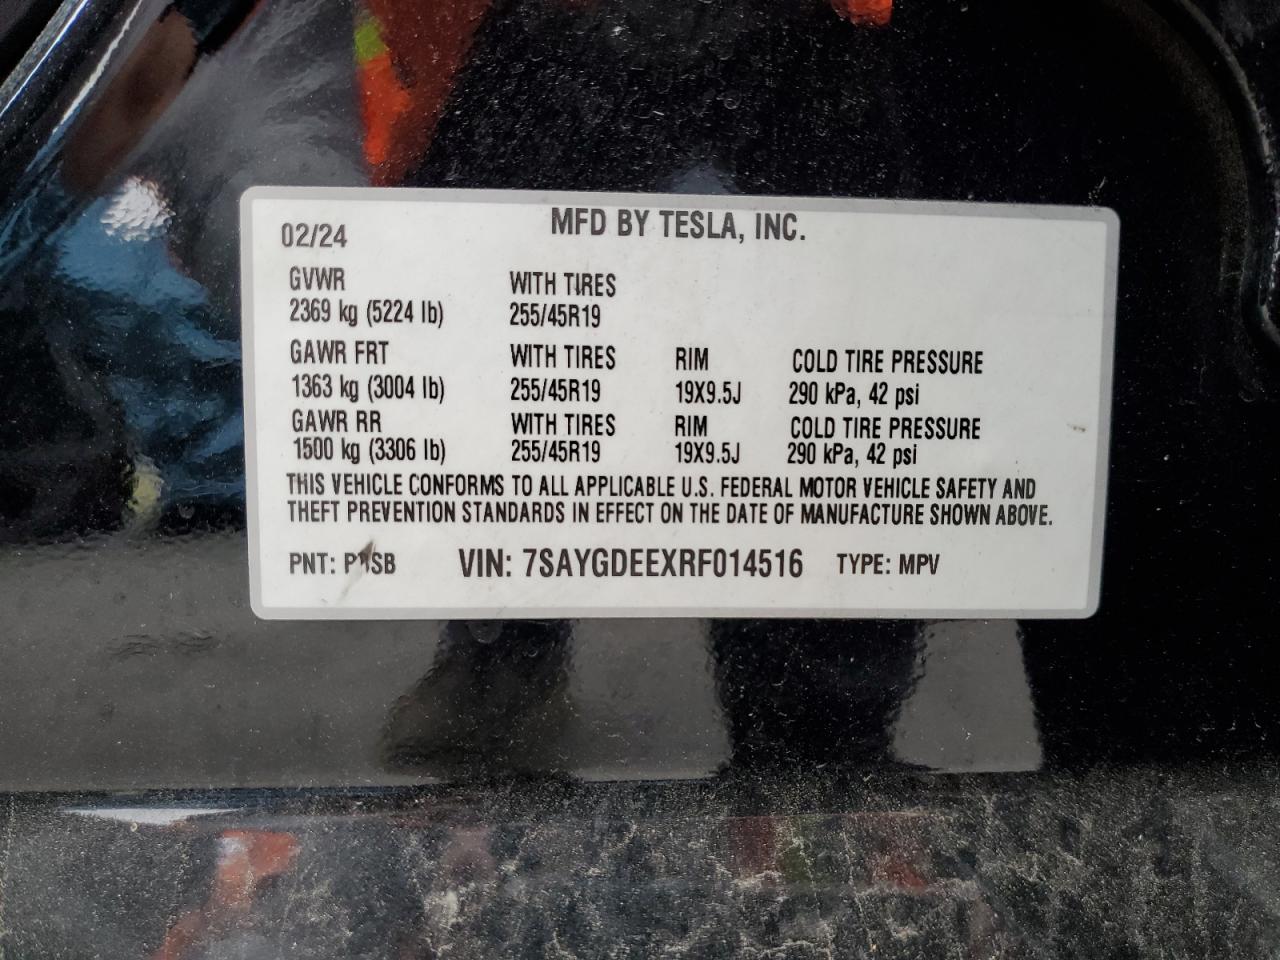 02/24 MFD BY TESLA, INC.
GVWR WITH TIRES
2369 kg (5224 lb) 255/45R19
GAWR FRT WITH TIRES RIM COLD TIRE PRESSURE
1363 kg (3004 lb) 255/45R19 19X9.5J 290 kPa, 42 psi
GAWR RR WITH TIRES RIM COLD TIRE PRESSURE
1500 kg (3306 lb) 255/45R19 19X9.5J 290 kPa, 42 psi
THIS VEHICLE CONFORMS TO ALL APPLICABLE U.S. FEDERAL MOTOR VEHICLE SAFETY AND
THEFT PREVENTION STANDARDS IN EFFECT ON THE DATE OF MANUFACTURE SHOWN ABOVE.
PNT: VIN: 7SAYGDEEXRF014516 TYPE: MPV